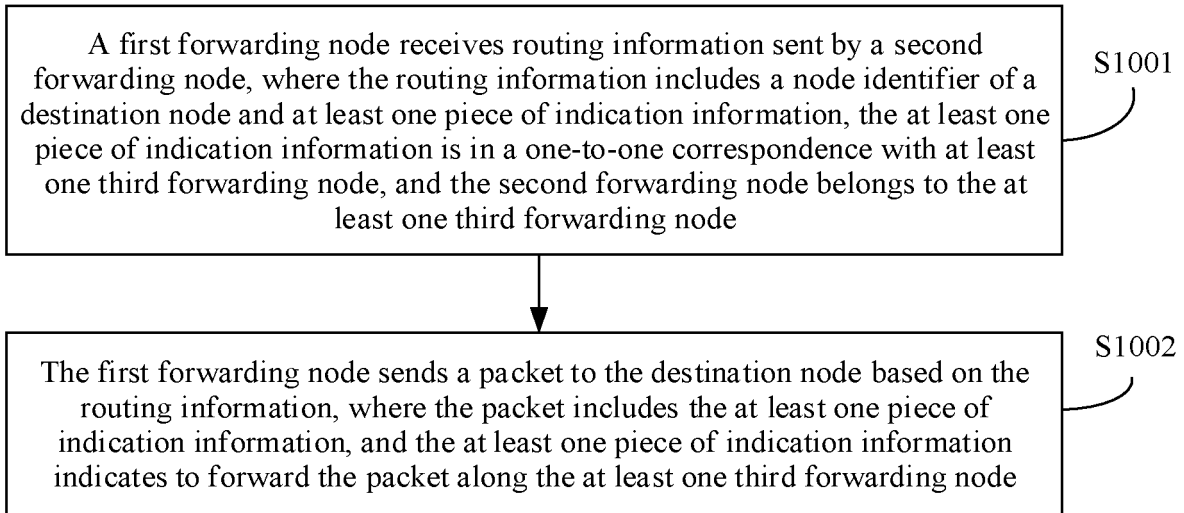 A first forwarding node receives routing information sent by a second
forwarding node, where the routing information includes a node identifier of a
destination node and at least one piece of indication information, the at least one
piece of indication information is in a one-to-one correspondence with at least
one third forwarding node, and the second forwarding node belongs to the at
least one third forwarding node
S1001
The first forwarding node sends a packet to the destination node based on the
routing information, where the packet includes the at least one piece of
indication information, and the at least one piece of indication information
indicates to forward the packet along the at least one third forwarding node
S1002